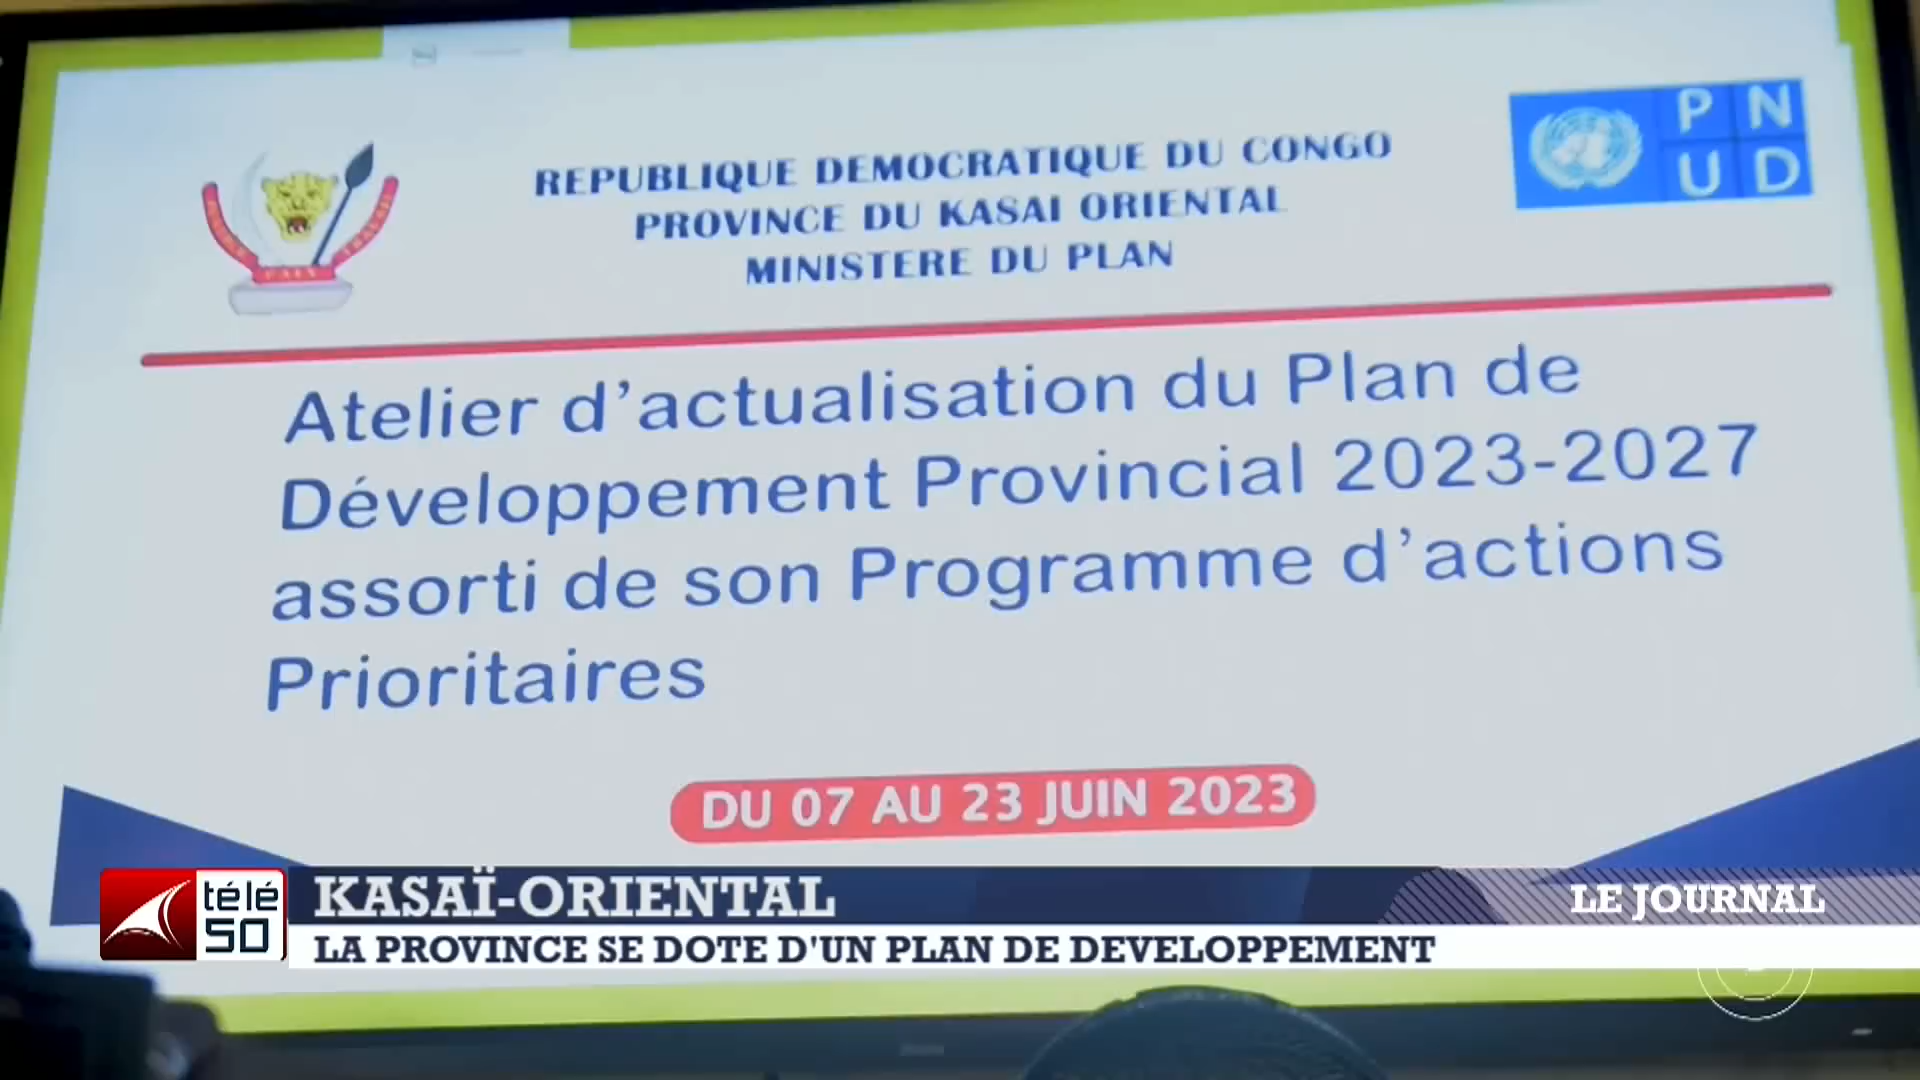 REPUBLIQUE DEMOCRATIQUE DU CONGO
PROVINCE DU KASAI ORIENTAL
MINISTERE DU PLAN
P N
U D
PAIX
Atelier d’actualisation du Plan de
Développement Provincial 2023-2027
assorti de son Programme d’actions
Prioritaires
DU 07 AU 23 JUIN 2023
télé
50
KASAÏ-ORIENTAL
LE JOURNAL
LA PROVINCE SE DOTE D'UN PLAN DE DEVELOPPEMENT